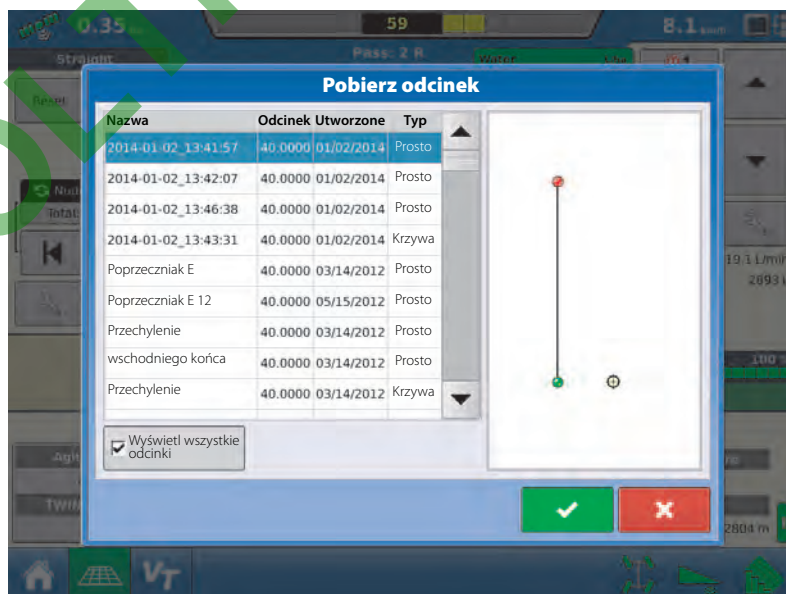 0.35
59
8.1
Straight
Pass: 2 R
Water
Reset
Pobierz odcinek
Nazwa Odcinek Utworzone Typ
2014-01-02_13:41:57 40.0000 01/02/2014 Prosto
2014-01-02_13:42:07 40.0000 01/02/2014 Prosto
2014-01-02_13:46:38 40.0000 01/02/2014 Prosto
2014-01-02_13:43:31 40.0000 01/02/2014 Krzywa
Poprzeczniak E 40.0000 03/14/2012 Prosto
Poprzeczniak E 12 40.0000 05/15/2012 Prosto
Przechylenie 40.0000 03/14/2012 Prosto
wschodniego końca 40.0000 03/14/2012 Prosto
Przechylenie 40.0000 03/14/2012 Krzywa
Wyświetl wszystkie
odcinki
Total:
19.1 L/min
2893 L
100
2804 m
VT